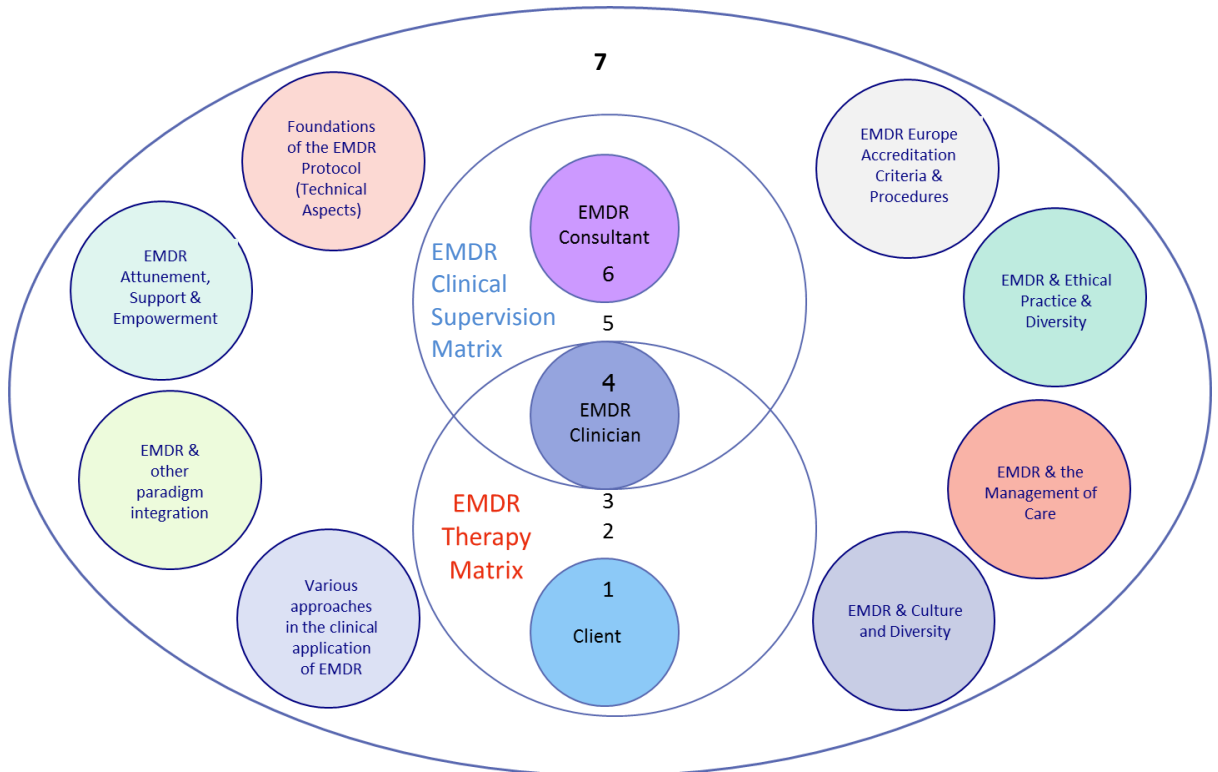 7
Foundations
of the EMDR
Protocol
(Technical
Aspects)
EMDR
Attunement,
Support &
Empowerment
EMDR &
other
paradigm
integration
Various
approaches
in the clinical
application
of EMDR
EMDR
Clinical
Supervision
Matrix
EMDR
Consultant
6
5
4
EMDR
Clinician
3
2
EMDR
Therapy
Matrix
1
Client
EMDR Europe
Accreditation
Criteria &
Procedures
EMDR & Ethical
Practice &
Diversity
EMDR & the
Management of
Care
EMDR & Culture
and Diversity